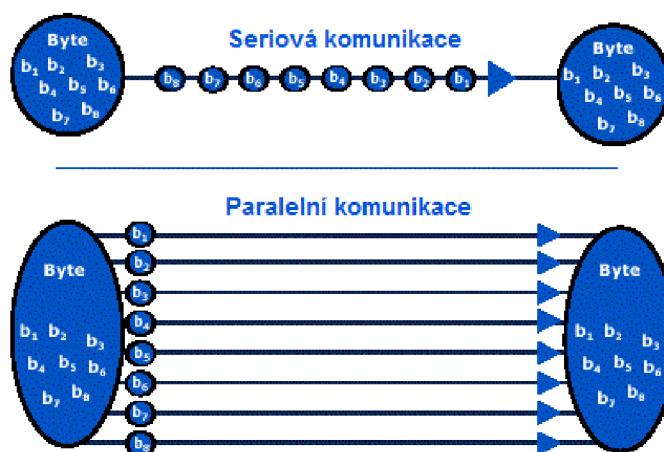 Seriová komunikace
Byte
b1 b2 b3
b4 b5 b6
b7 b8
b8 b7 b6 b5 b4 b3 b2 b1
Byte
b1 b2 b3
b4 b5 b6
b7 b8
Paralelní komunikace
Byte
b1 b2 b3
b4 b5 b6
b7 b8
b1
b2
b3
b4
b5
b6
b7
b8
Byte
b1 b2 b3
b4 b5 b6
b7 b8